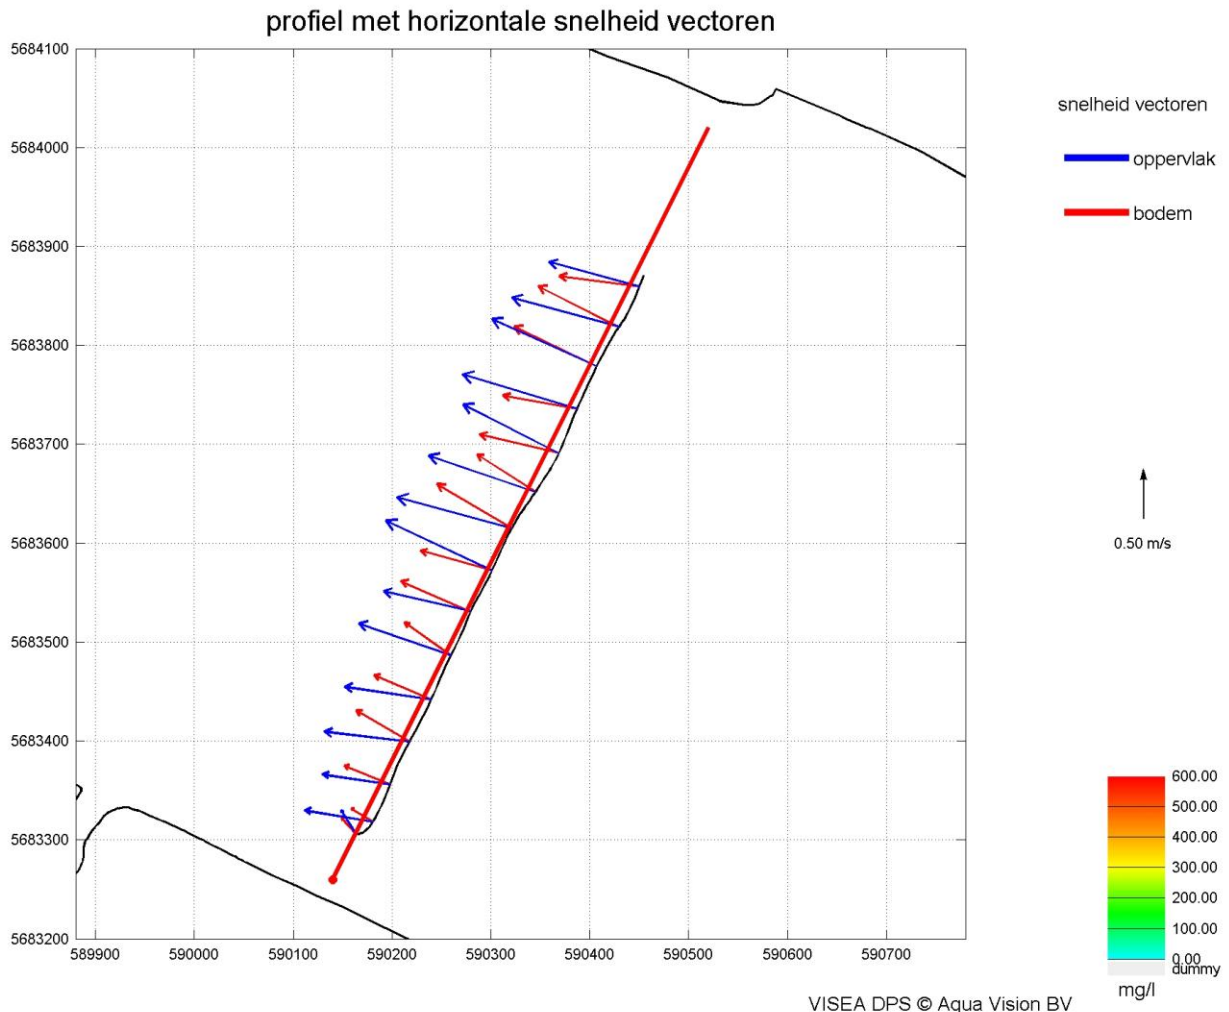 profiel met horizontale snelheid vectoren
5684100
5684000
5683900
5683800
5683700
5683600
5683500
5683400
5683300
5683200
589900 590000 590100 590200 590300 590400 590500 590600 590700
snelheid vectoren
oppervlak
bodem
0.50 m/s
600.00
500.00
400.00
300.00
200.00
100.00
0.00
dummy
mg/l
VISEA DPS © Aqua Vision BV